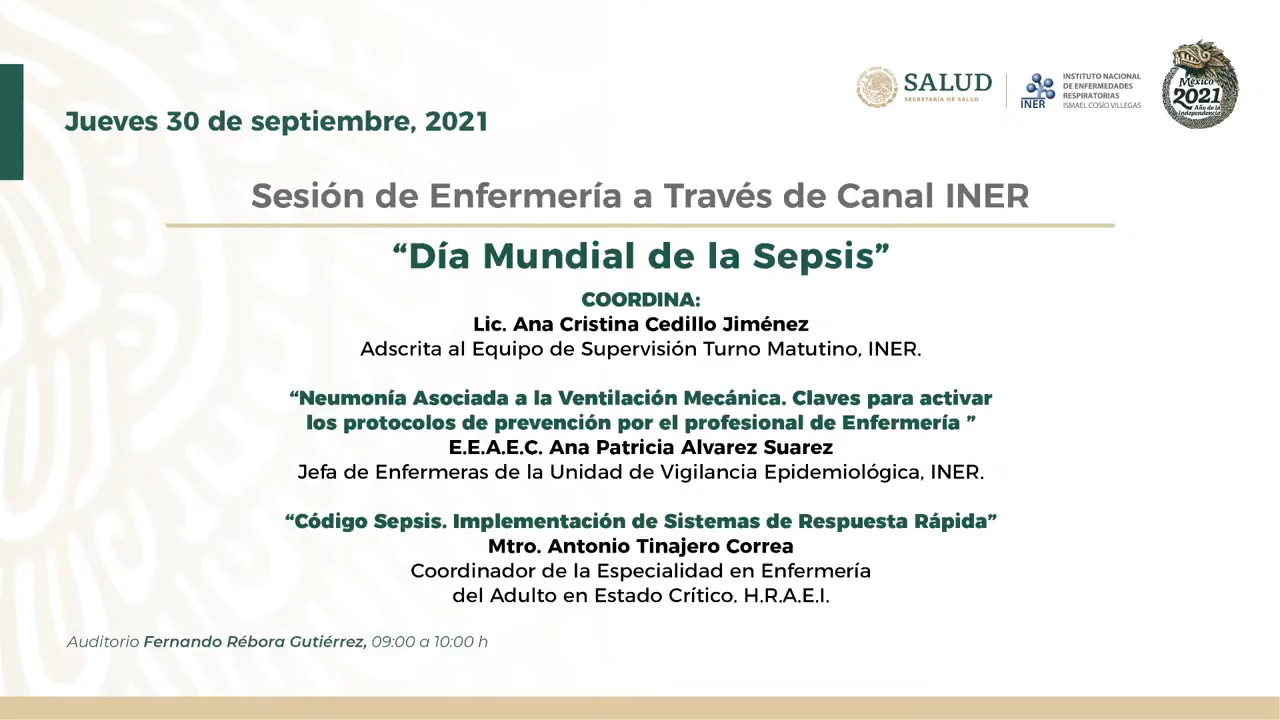 SALUD
SECRETARÍA DE SALUD
INER
INSTITUTO NACIONAL
DE ENFERMEDADES
RESPIRATORIAS
ISMAEL COSÍO VILLEGAS
México
2021
Año de la
Independencia
Jueves 30 de septiembre, 2021
Sesión de Enfermería a Través de Canal INER
“Día Mundial de la Sepsis”
COORDINA:
Lic. Ana Cristina Cedillo Jiménez
Adscrita al Equipo de Supervisión Turno Matutino, INER.
“Neumonía Asociada a la Ventilación Mecánica. Claves para activar
los protocolos de prevención por el profesional de Enfermería ”
E.E.A.E.C. Ana Patricia Alvarez Suarez
Jefa de Enfermeras de la Unidad de Vigilancia Epidemiológica, INER.
“Código Sepsis. Implementación de Sistemas de Respuesta Rápida”
Mtro. Antonio Tinajero Correa
Coordinador de la Especialidad en Enfermería
del Adulto en Estado Crítico. H.R.A.E.I.
Auditorio Fernando Rébora Gutiérrez, 09:00 a 10:00 h